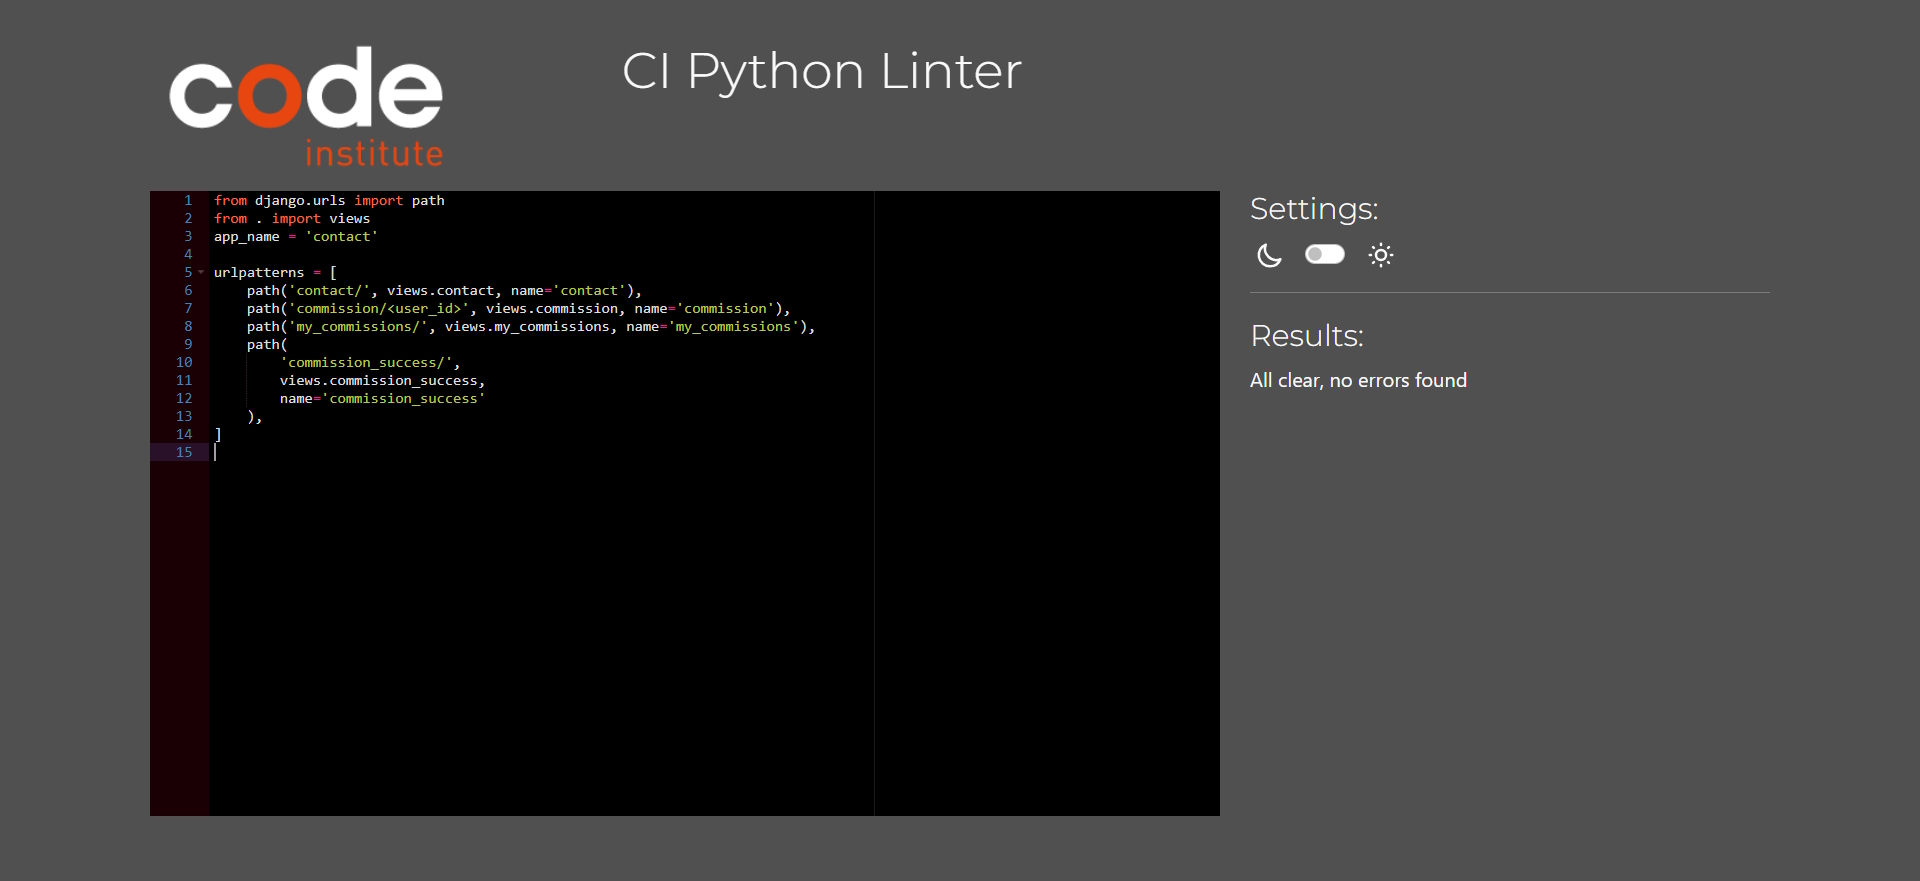 code
institute
CI Python Linter
1 from django.urls import path
2 from . import views
3 app_name = 'contact'
4
5 urlpatterns = [
6     path('contact/', views.contact, name='contact'),
7     path('commission/<user_id>', views.commission, name='commission'),
8     path('my_commissions/', views.my_commissions, name='my_commissions'),
9     path(
10         'commission_success/',
11         views.commission_success,
12         name='commission_success'
13     ),
14 ]
15
Settings:
Results:
All clear, no errors found